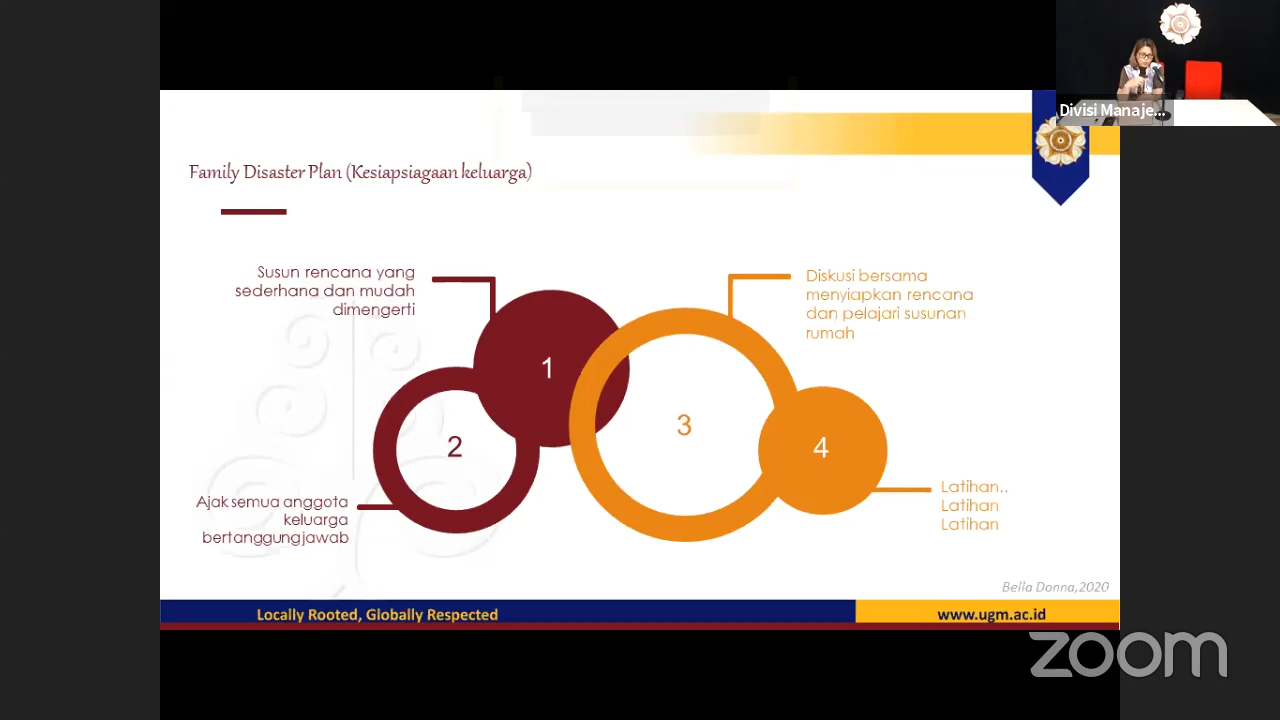 Divisi Manaje...
Family Disaster Plan (Kesiapsiagaan keluarga)
Susun rencana yang
sederhana dan mudah
dimengerti
1
2
Ajak semua anggota
keluarga
bertanggungjawab
Diskusi bersama
menyiapkan rencana
dan pelajari susunan
rumah
3
4
Latihan..
Latihan
Latihan
Bella Donna,2020
Locally Rooted, Globally Respected
www.ugm.ac.id
zoom